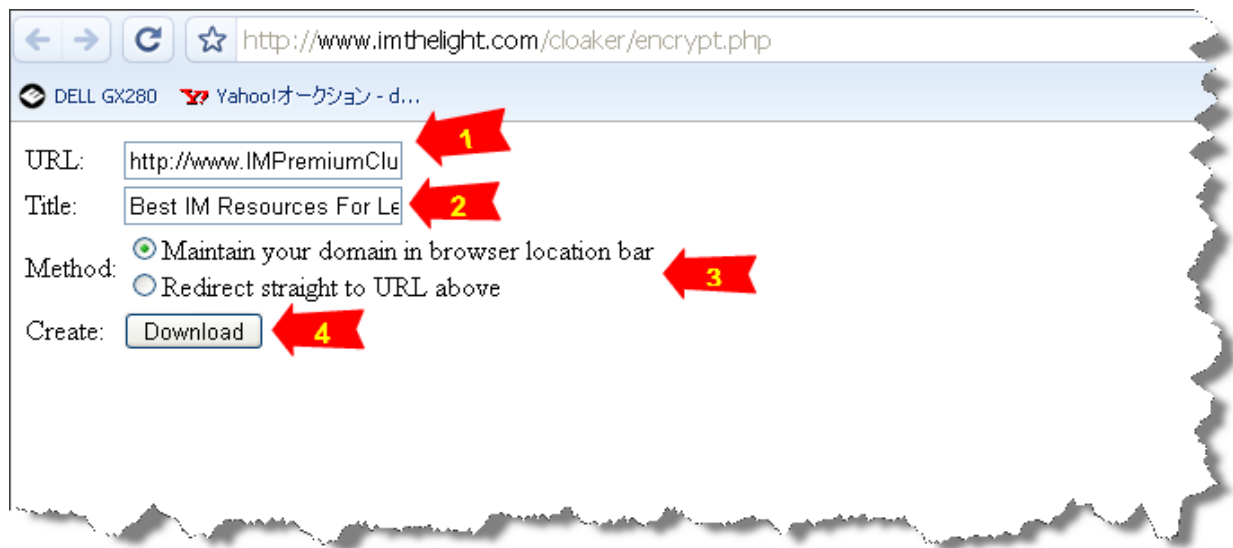 http://www.imthelight.com/cloaker/encrypt.php
DELL GX280 Yahoo!オークション - d...
1
URL: http://www.IMPremiumClu
Title: Best IM Resources For Le
2
Method:
Maintain your domain in browser location bar
Redirect straight to URL above
3
Create: Download
4